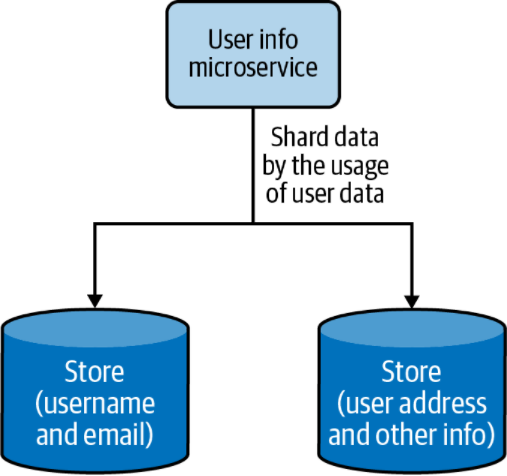 User info
microservice
Shard data
by the usage
of user data
Store
(username
and email)
Store
(user address
and other info)